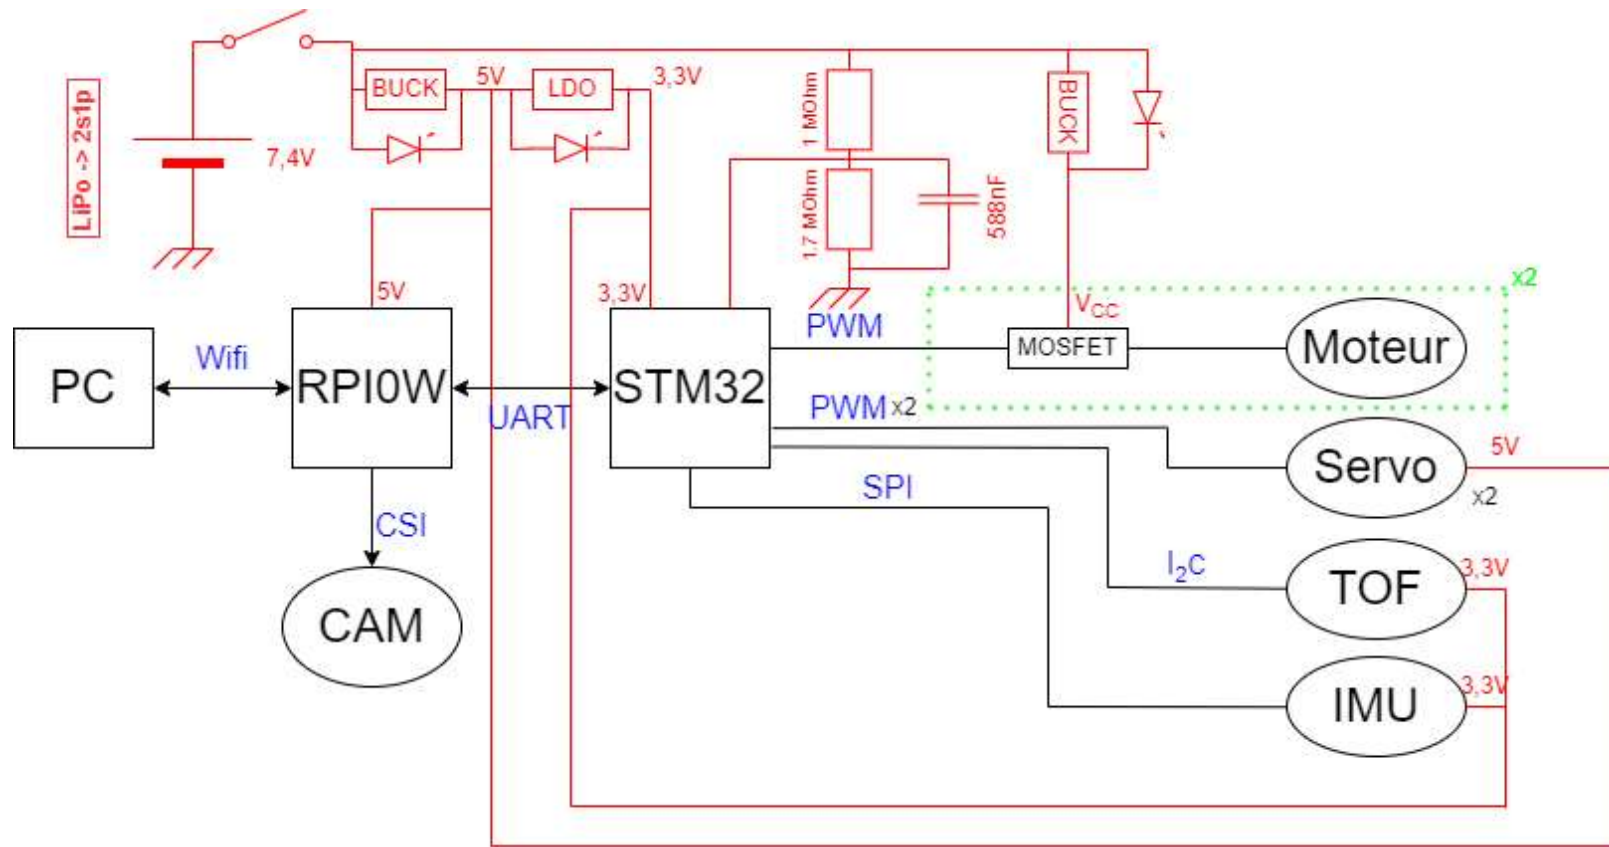 BUCK
5V
LDO
3,3V
LiPo -> 2s1p
7,4V
1 MOhm
1.7 MOhm
588nF
BUCK
5V
3,3V
VCC
x2
PC
Wifi
RPI0W
UART
STM32
PWM
MOSFET
Moteur
PWM x2
Servo
5V
x2
SPI
CSI
I2C
TOF
3,3V
CAM
IMU
3,3V